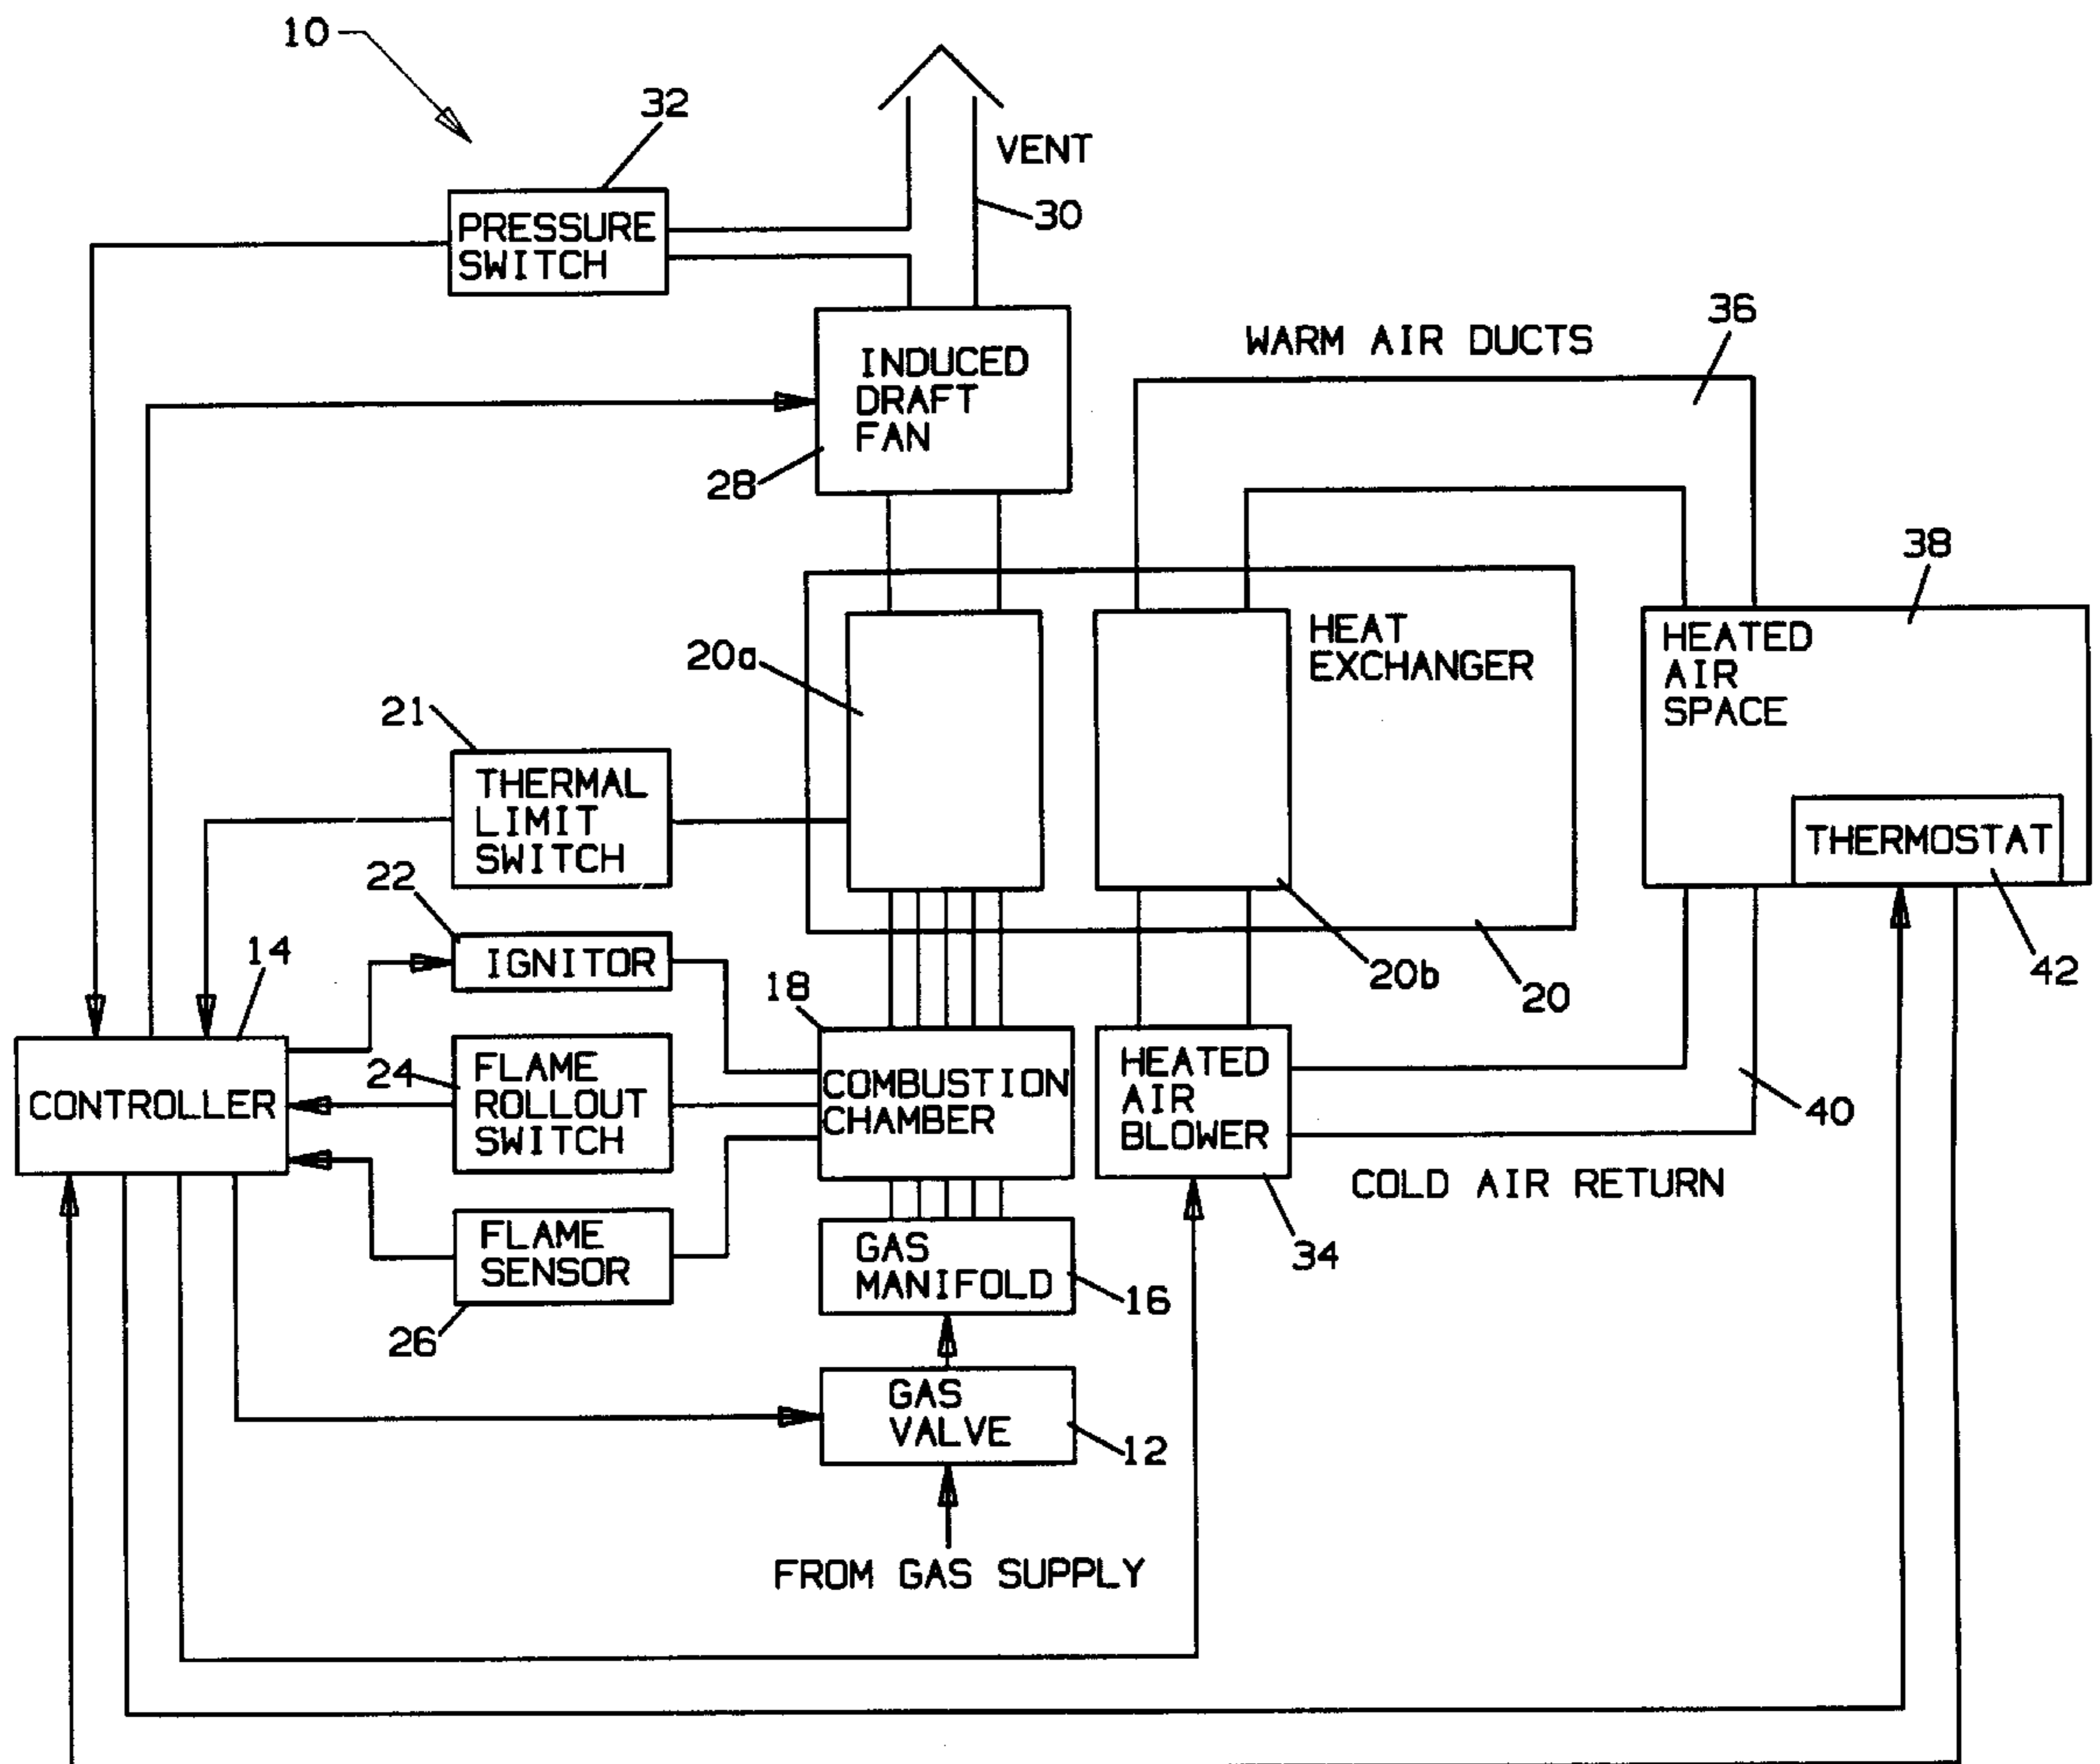 10
32
VENT
30
PRESSURE
SWITCH
36
WARM AIR DUCTS
INDUCED
DRAFT
FAN
28
38
HEAT
EXCHANGER
HEATED
AIR
SPACE
20a
21
THERMAL
LIMIT
SWITCH
THERMOSTAT
22
14
IGNITOR
18
20b
20
42
24
FLAME
ROLLOUT
SWITCH
CONTROLLER
COMBUSTION
CHAMBER
HEATED
AIR
BLOWER
40
COLD AIR RETURN
FLAME
SENSOR
GAS
MANIFOLD
34
16
26
GAS
VALVE
12
FROM GAS SUPPLY